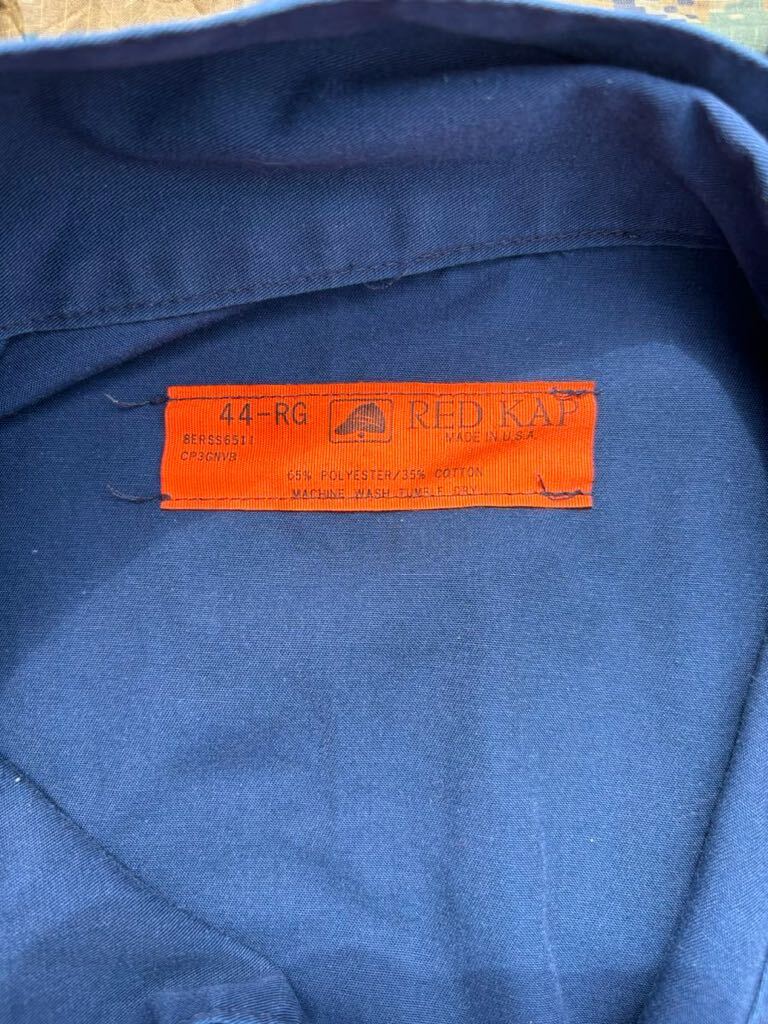 44-RG RED KAP
8ERSS6511 MADE IN U.S.A.
CP3GNVB
65% POLYESTER/35% COTTON
MACHINE WASH TUMBLE DRY